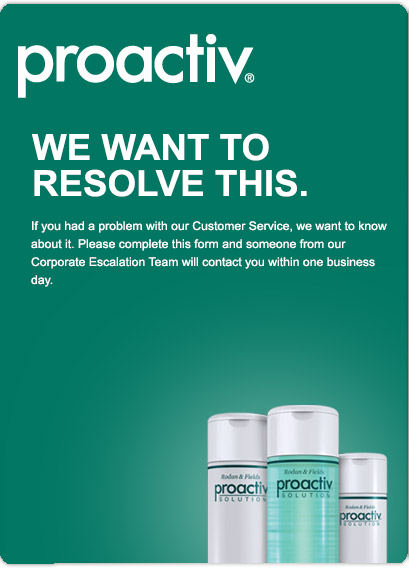 proactiv®
WE WANT TO
RESOLVE THIS.
If you had a problem with our Customer Service, we want to know
about it. Please complete this form and someone from our
Corporate Escalation Team will contact you within one business
day.
Rodan & Fields
proactiv
SOLUTION
Rodan & Fields
proactiv
SOLUTION
Rodan & Fields
proactiv
SOLUTION